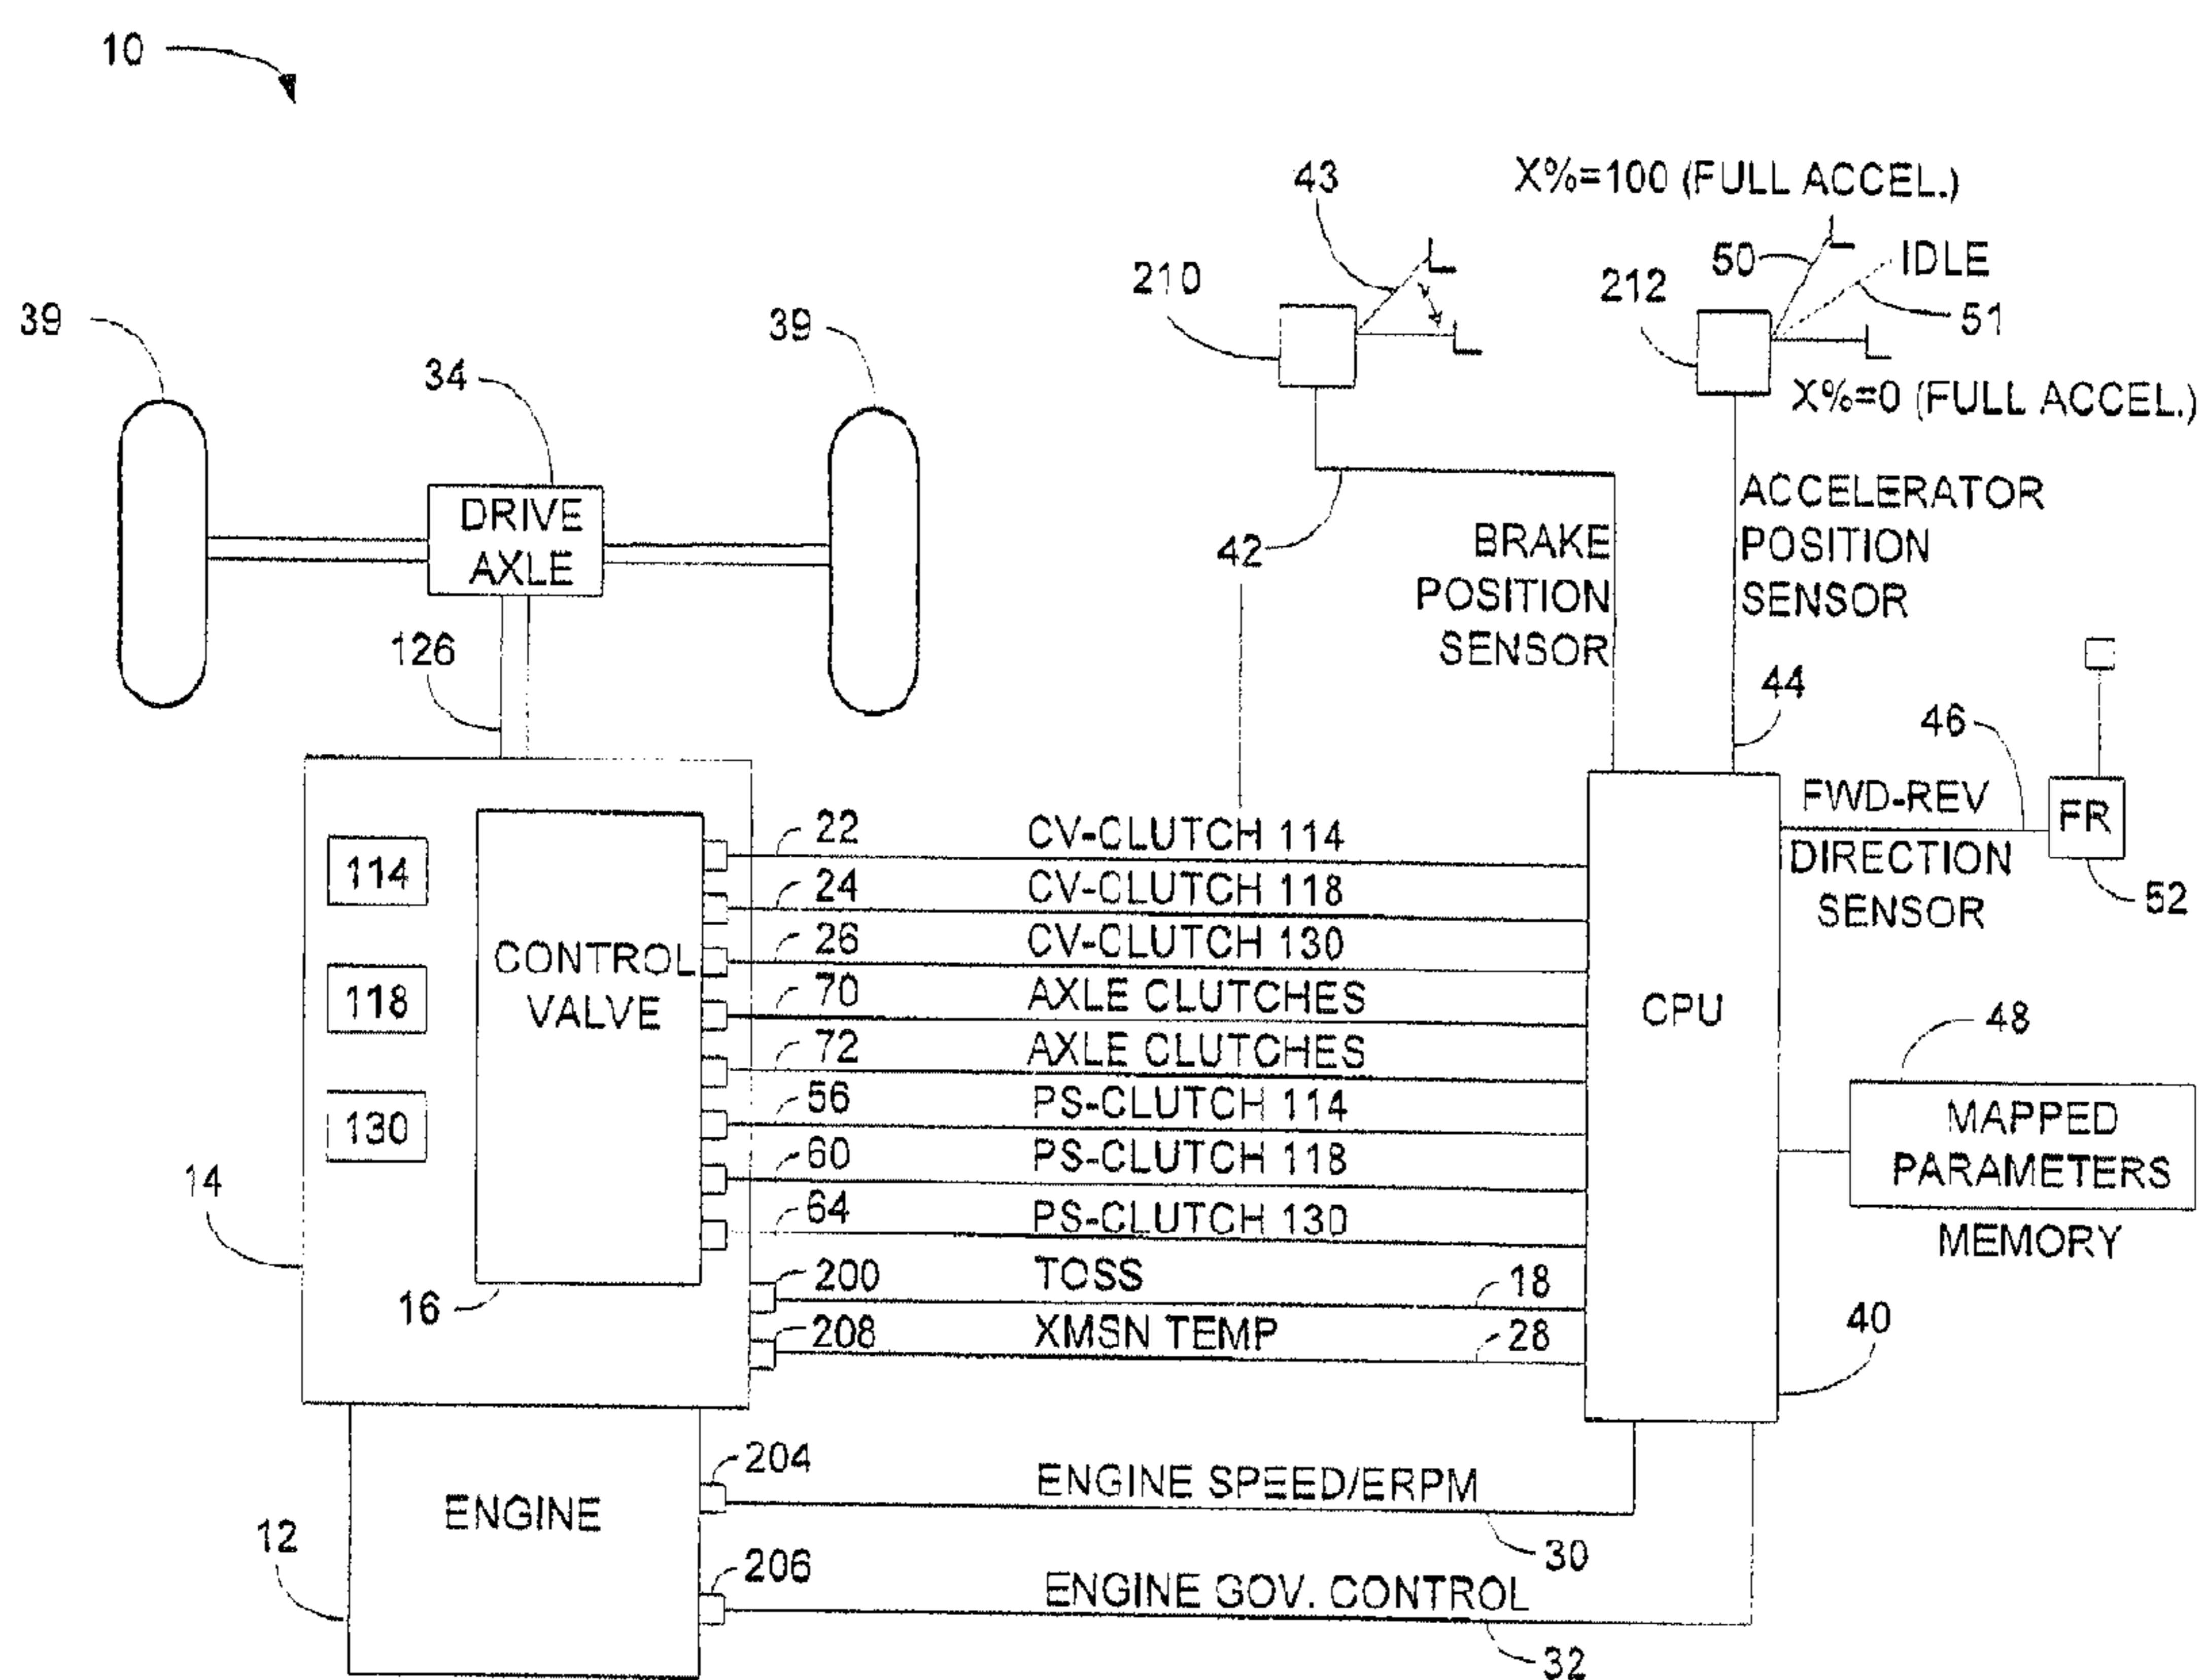 10
X%=100 (FULL ACCEL.)
43
50
IDLE
210
212
51
X%=0 (FULL ACCEL.)
39
39
34
DRIVE
AXLE
42
BRAKE
POSITION
SENSOR
ACCELERATOR
POSITION
SENSOR
126
44
46
FWD-REV
DIRECTION
SENSOR
FR
52
114
118
130
CONTROL
VALVE
22 CV-CLUTCH 114
24 CV-CLUTCH 118
26 CV-CLUTCH 130
70 AXLE CLUTCHES
72 AXLE CLUTCHES
56 PS-CLUTCH 114
60 PS-CLUTCH 118
64 PS-CLUTCH 130
200 TOSS 18
208 XMSN TEMP 28
CPU
48
MAPPED
PARAMETERS
MEMORY
14
16
40
204 ENGINE SPEED/ERPM
30
ENGINE
12
206 ENGINE GOV. CONTROL
32